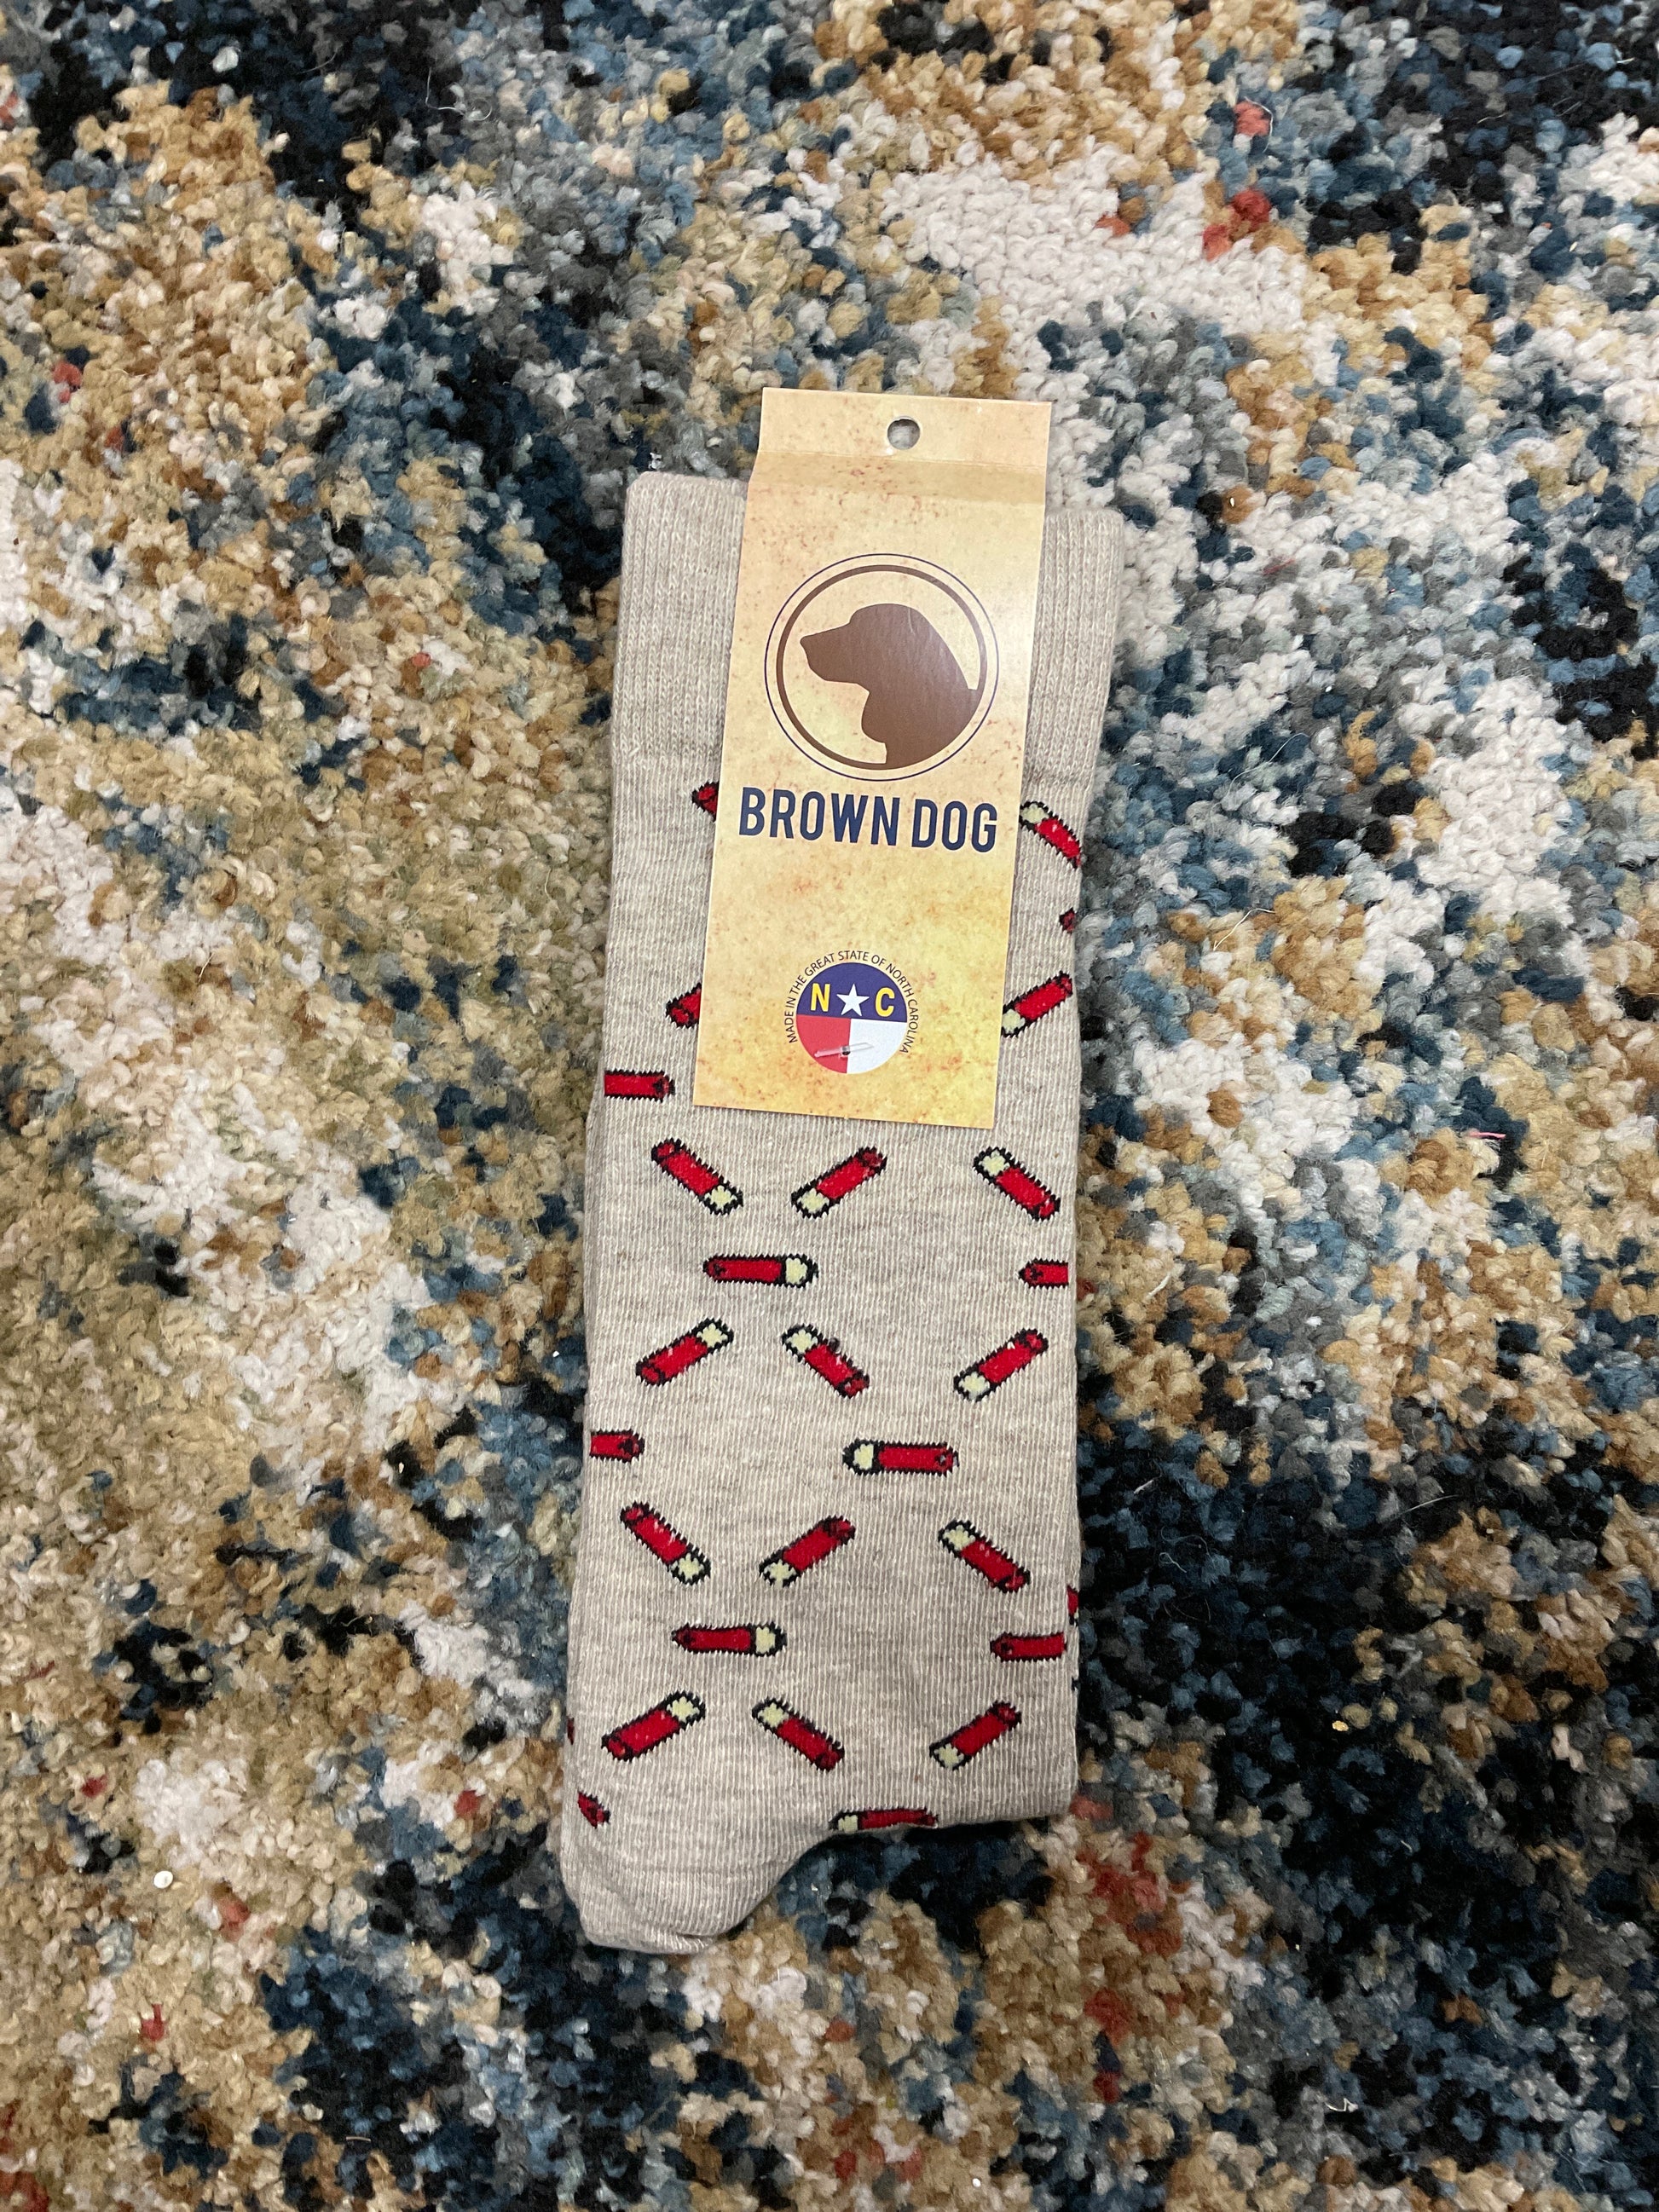 BROWN DOG
MADE IN THE GREAT STATE OF NORTH CAROLINA
N C